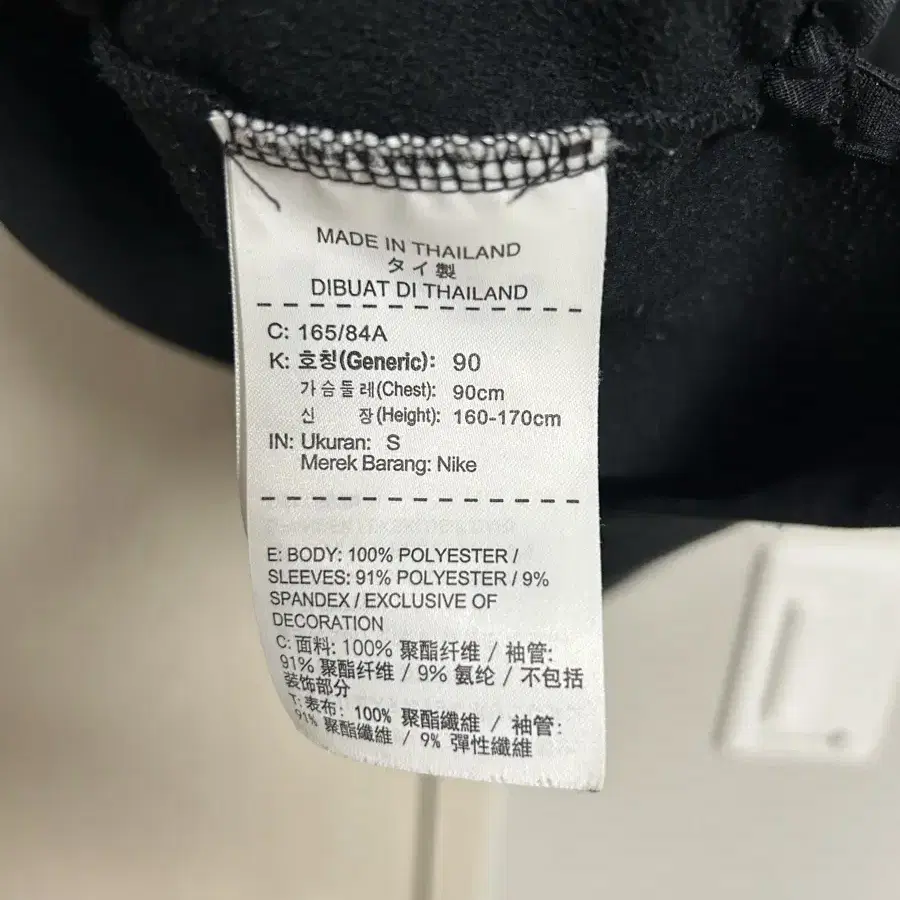 MADE IN THAILAND
タイ製
DIBUAT DI THAILAND
C: 165/84A
K: 호칭(Generic): 90
가슴둘레(Chest): 90cm
신 장(Height): 160-170cm
IN: Ukuran: S
Merek Barang: Nike
E: BODY: 100% POLYESTER /
SLEEVES: 91% POLYESTER / 9%
SPANDEX / EXCLUSIVE OF
DECORATION
C: 面料: 100% 聚酯纤维 / 袖管:
91% 聚酯纤维 / 9% 氨纶 / 不包括
装饰部分
T: 表布: 100% 聚酯纖維 / 袖管:
91% 聚酯纖維 / 9% 彈性纖維